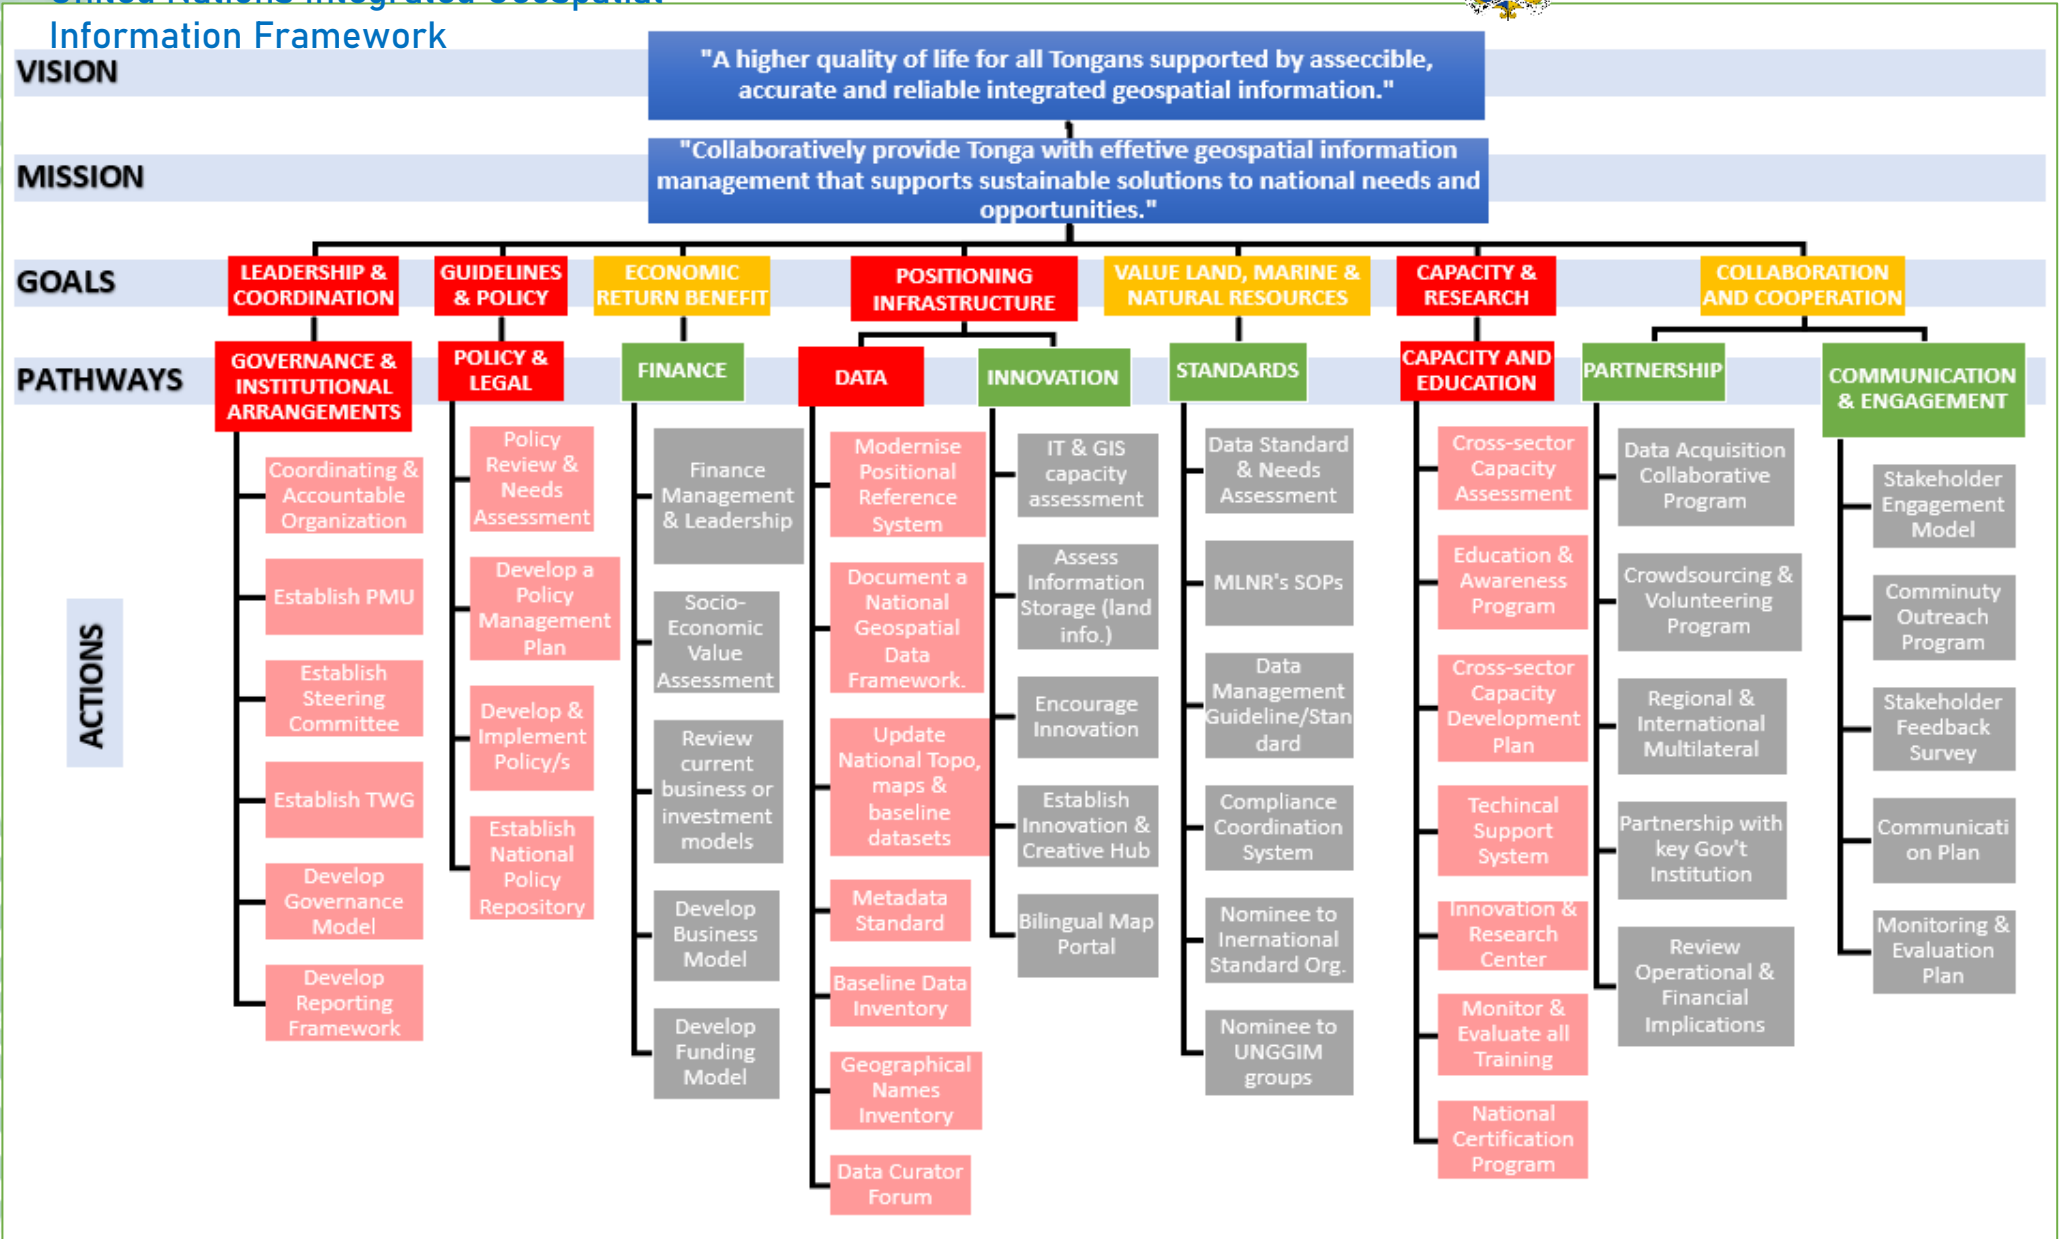 United Nations Integrated Geospatial
Information Framework
VISION
"A higher quality of life for all Tongans supported by asseccible,
accurate and reliable integrated geospatial information."
MISSION
"Collaboratively provide Tonga with effetive geospatial information
management that supports sustainable solutions to national needs and
opportunities."
GOALS
LEADERSHIP &
COORDINATION
GUIDELINES
& POLICY
ECONOMIC
RETURN BENEFIT
POSITIONING
INFRASTRUCTURE
VALUE LAND, MARINE &
NATURAL RESOURCES
CAPACITY &
RESEARCH
COLLABORATION
AND COOPERATION
PATHWAYS
GOVERNANCE &
INSTITUTIONAL
ARRANGEMENTS
POLICY &
LEGAL
FINANCE
DATA
INNOVATION
STANDARDS
CAPACITY AND
EDUCATION
PARTNERSHIP
COMMUNICATION
& ENGAGEMENT
ACTIONS
Coordinating &
Accountable
Organization
Establish PMU
Establish
Steering
Committee
Establish TWG
Develop
Governance
Model
Develop
Reporting
Framework
Policy
Review &
Needs
Assessment
Develop a
Policy
Management
Plan
Develop &
Implement
Policy/s
Establish
National
Policy
Repository
Finance
Management
& Leadership
Socio-
Economic
Value
Assessment
Review
current
business or
investment
models
Develop
Business
Model
Develop
Funding
Model
Modernise
Positional
Reference
System
Document a
National
Geospatial
Data
Framework.
Update
National Topo,
maps &
baseline
datasets
Metadata
Standard
Baseline Data
Inventory
Geographical
Names
Inventory
Data Curator
Forum
IT & GIS
capacity
assessment
Assess
Information
Storage (land
info.)
Encourage
Innovation
Establish
Innovation &
Creative Hub
Bilingual Map
Portal
Data Standard
& Needs
Assessment
MLNR's SOPs
Data
Management
Guideline/Stan
dard
Compliance
Coordination
System
Nominee to
Inernational
Standard Org.
Nominee to
UNGGIM
groups
Cross-sector
Capacity
Assessment
Education &
Awareness
Program
Cross-sector
Capacity
Development
Plan
Techincal
Support
System
Innovation &
Research
Center
Monitor &
Evaluate all
Training
National
Certification
Program
Data Acquisition
Collaborative
Program
Crowdsourcing &
Volunteering
Program
Regional &
International
Multilateral
Partnership with
key Gov't
Institution
Review
Operational &
Financial
Implications
Stakeholder
Engagement
Model
Comminuty
Outreach
Program
Stakeholder
Feedback
Survey
Communicati
on Plan
Monitoring &
Evaluation
Plan